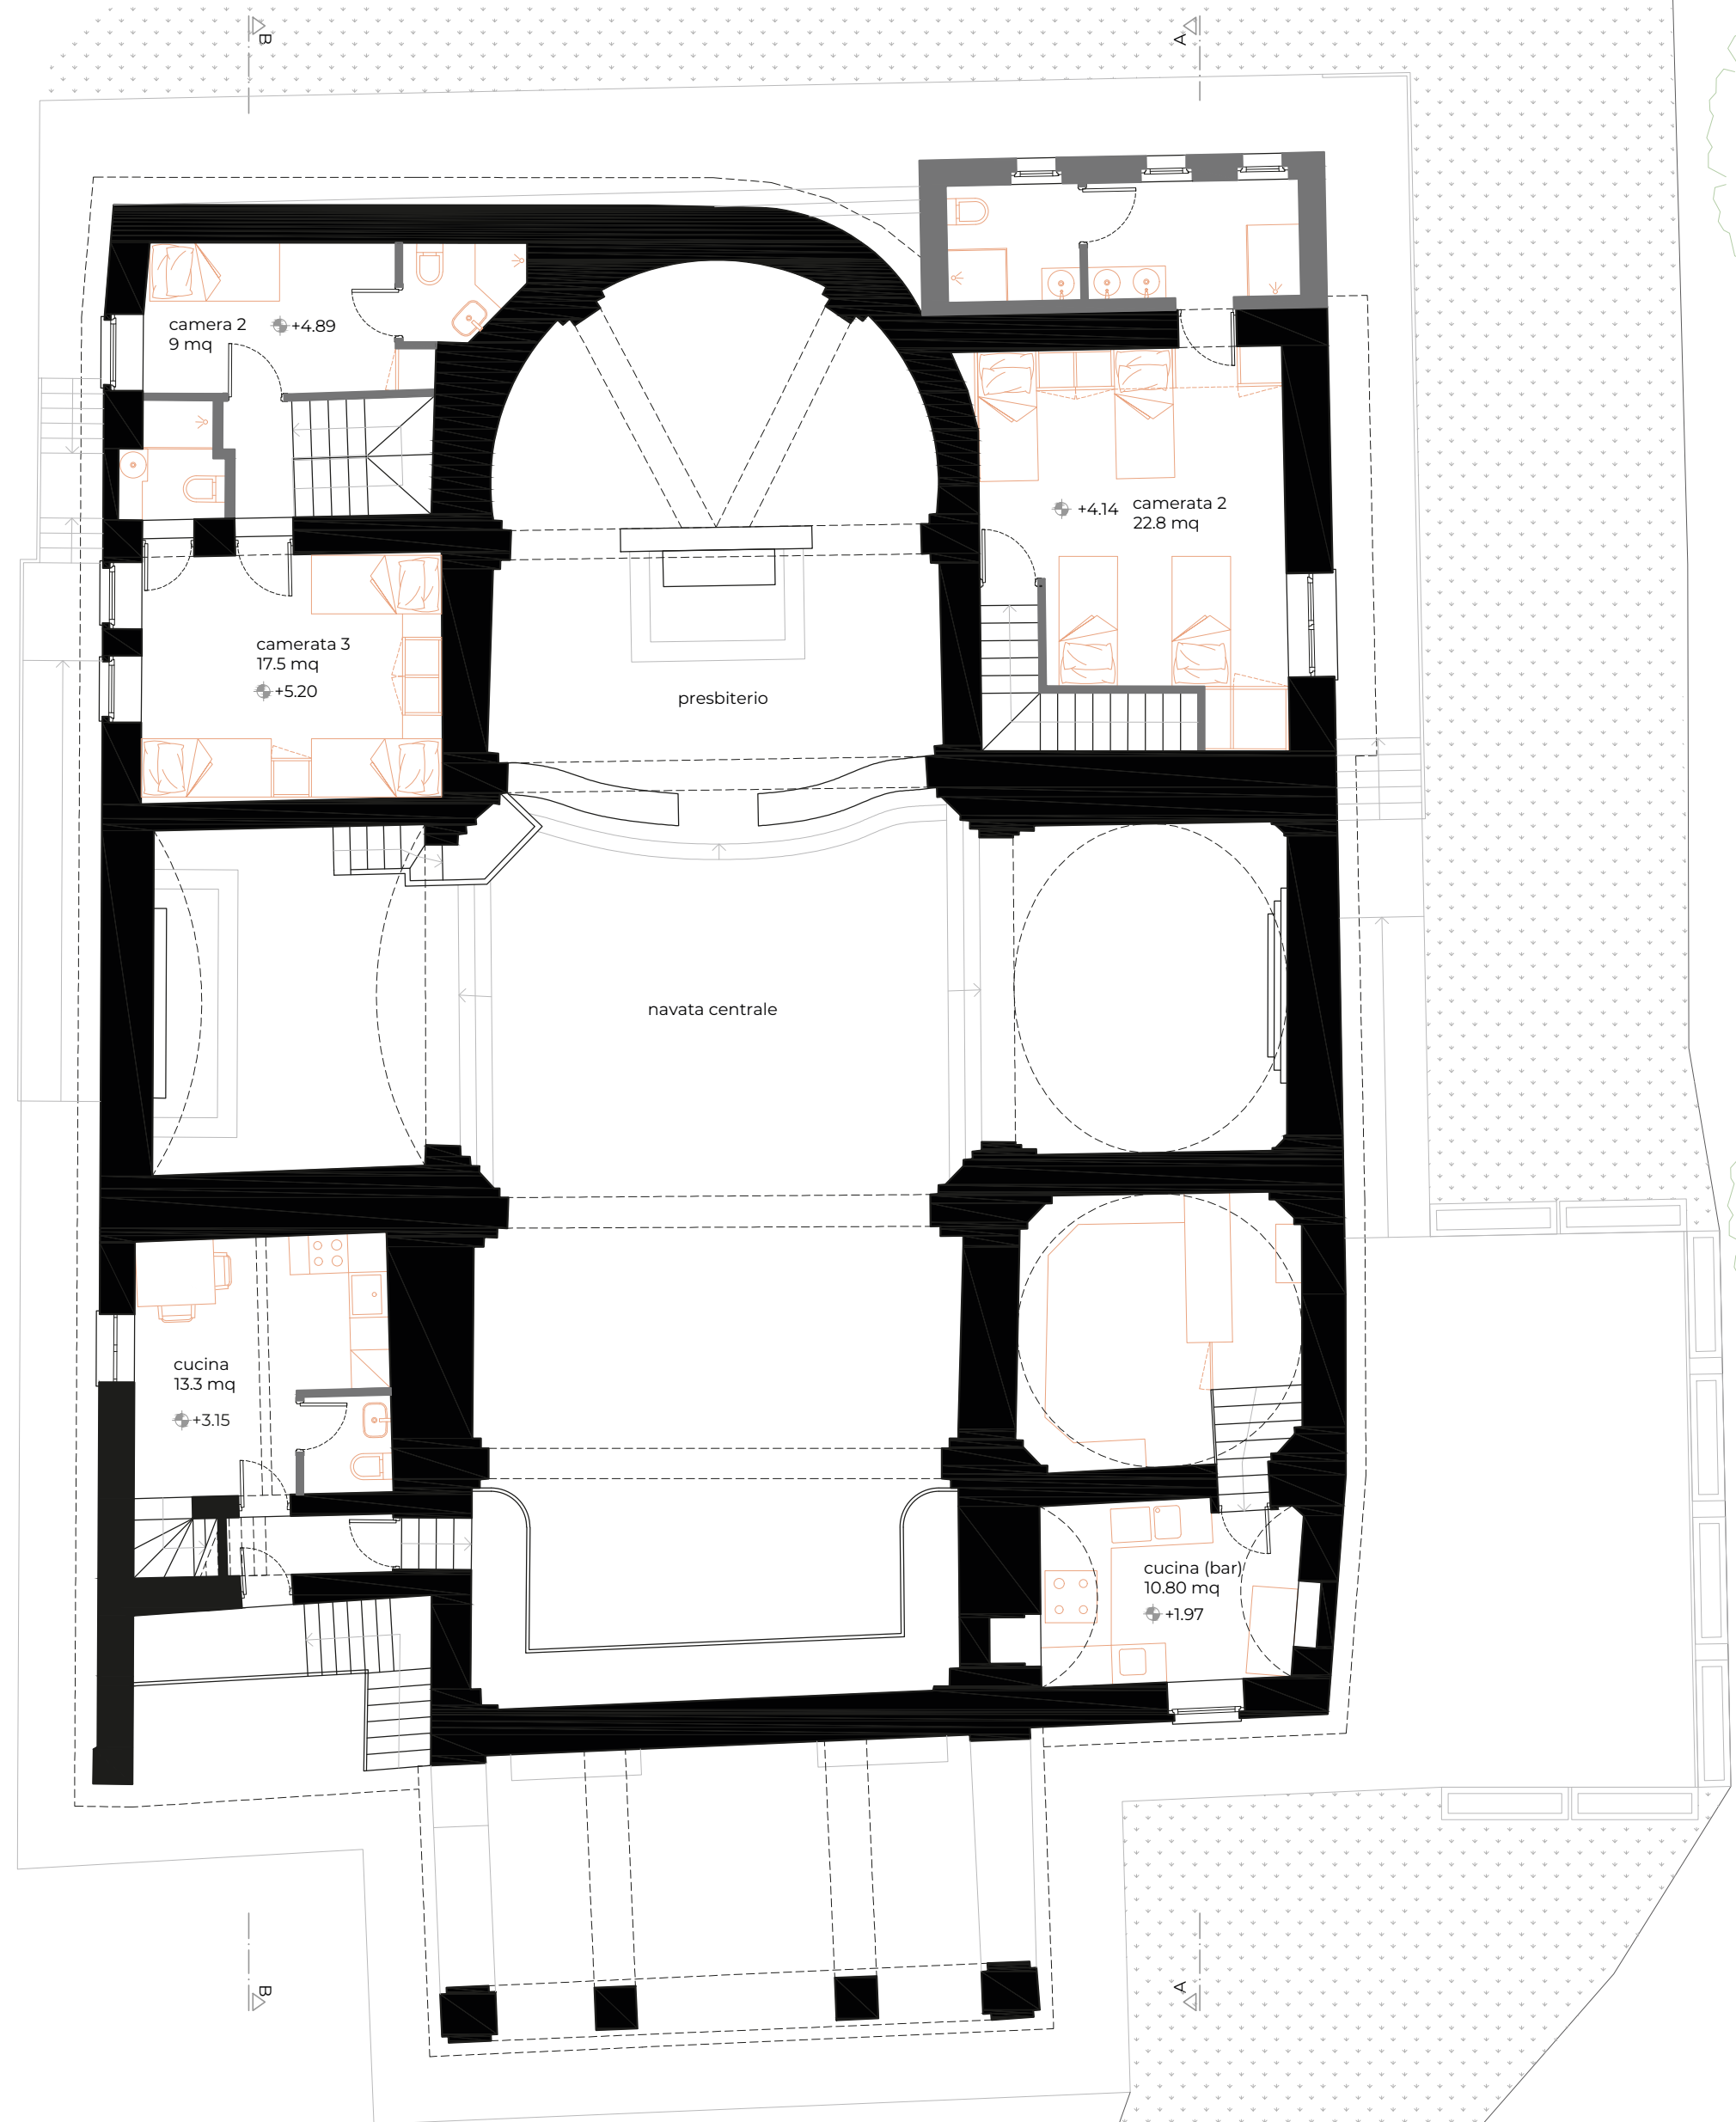 B
A
camera 2
9 mq
+4.89
+4.14
camerata 2
22.8 mq
camerata 3
17.5 mq
+5.20
presbiterio
navata centrale
cucina
13.3 mq
+3.15
cucina (bar)
10.80 mq
+1.97
B
A